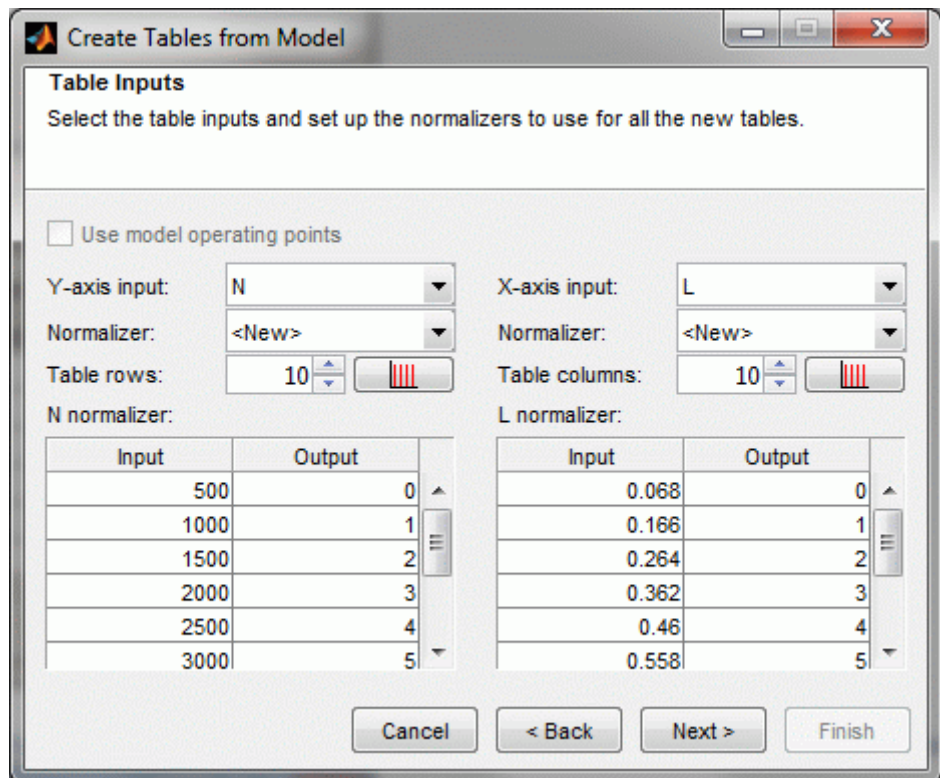 Create Tables from Model
Table Inputs
Select the table inputs and set up the normalizers to use for all the new tables.
Use model operating points
Y-axis input: N X-axis input: L
Normalizer: <New> Normalizer: <New>
Table rows: 10 Table columns: 10
N normalizer: L normalizer:
Input Output Input Output
500 0 0.068 0
1000 1 0.166 1
1500 2 0.264 2
2000 3 0.362 3
2500 4 0.46 4
3000 5 0.558 5
Cancel < Back Next > Finish